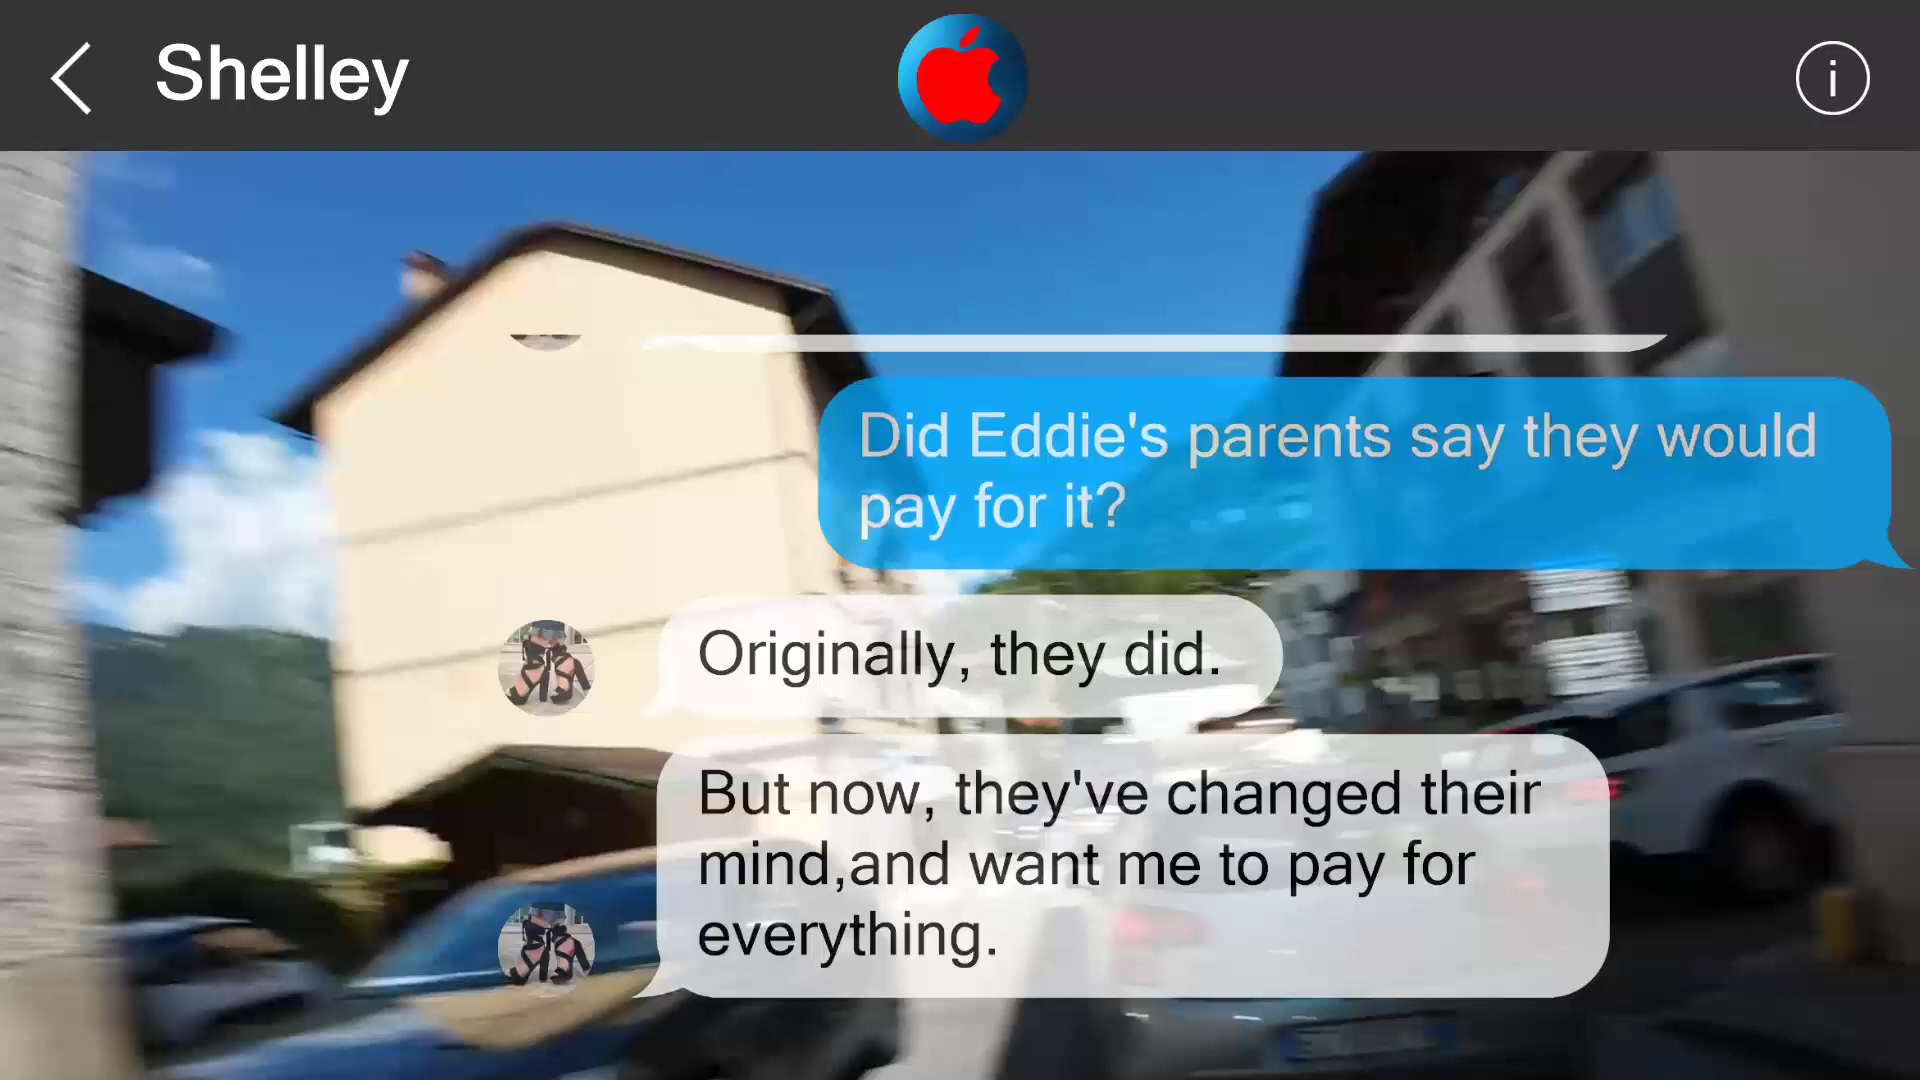 Shelley
i
Did Eddie's parents say they would
pay for it?
Originally, they did.
But now, they've changed their
mind,and want me to pay for
everything.